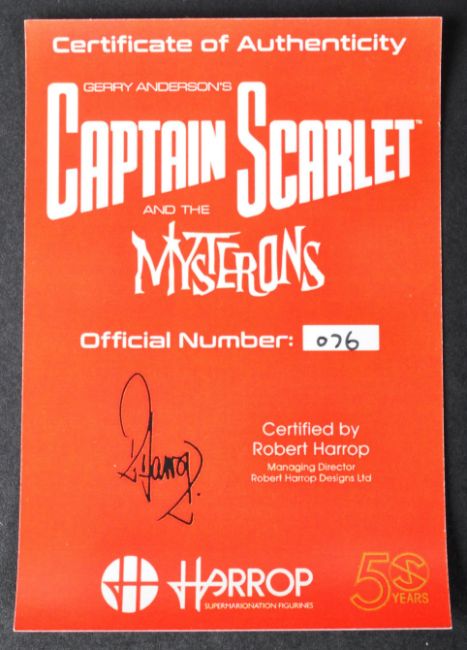 Certificate of Authenticity
GERRY ANDERSON'S
CAPTAIN SCARLET™
AND THE
MYSTERONS
Official Number: 076
Certified by
Robert Harrop
Managing Director
Robert Harrop Designs Ltd
HARROP
SUPERMARIONATION FIGURINES
50
YEARS